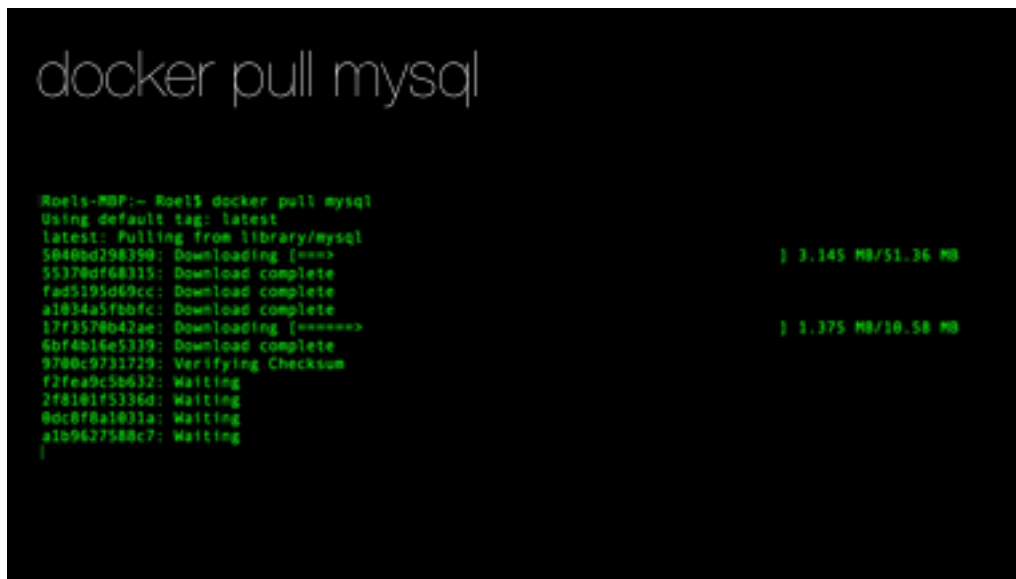 docker pull mysql
Roels-MBP:~ Roel$ docker pull mysql
Using default tag: latest
latest: Pulling from library/mysql
5040bd298390: Downloading [===>                    ] 3.145 MB/51.36 MB
55370df68315: Download complete
fad5195d69cc: Download complete
a1034a5fbbfc: Download complete
17f3570b42ae: Downloading [======>                    ] 1.375 MB/10.58 MB
6bf4b16e5339: Download complete
9700c9731729: Verifying Checksum
f2fea9c5b632: Waiting
2f8101f5336d: Waiting
0dc8f8a1031a: Waiting
a1b9627588c7: Waiting